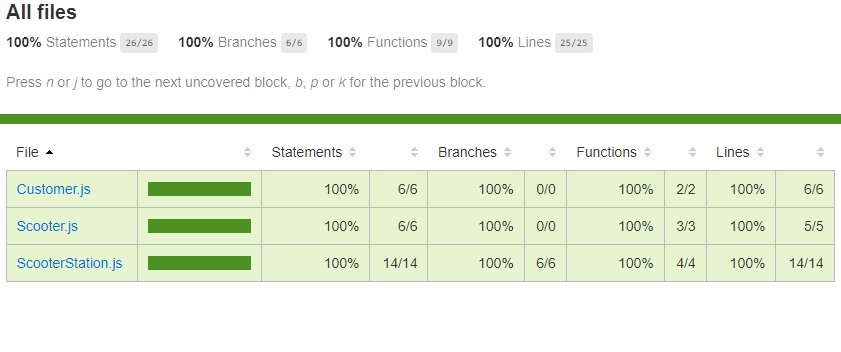 All files
100% Statements 26/26 100% Branches 6/6 100% Functions 9/9 100% Lines 25/25
Press n or j to go to the next uncovered block, b, p or k for the previous block.
File Statements Branches Functions Lines
Customer.js 100% 6/6 100% 0/0 100% 2/2 100% 6/6
Scooter.js 100% 6/6 100% 0/0 100% 3/3 100% 5/5
ScooterStation.js 100% 14/14 100% 6/6 100% 4/4 100% 14/14